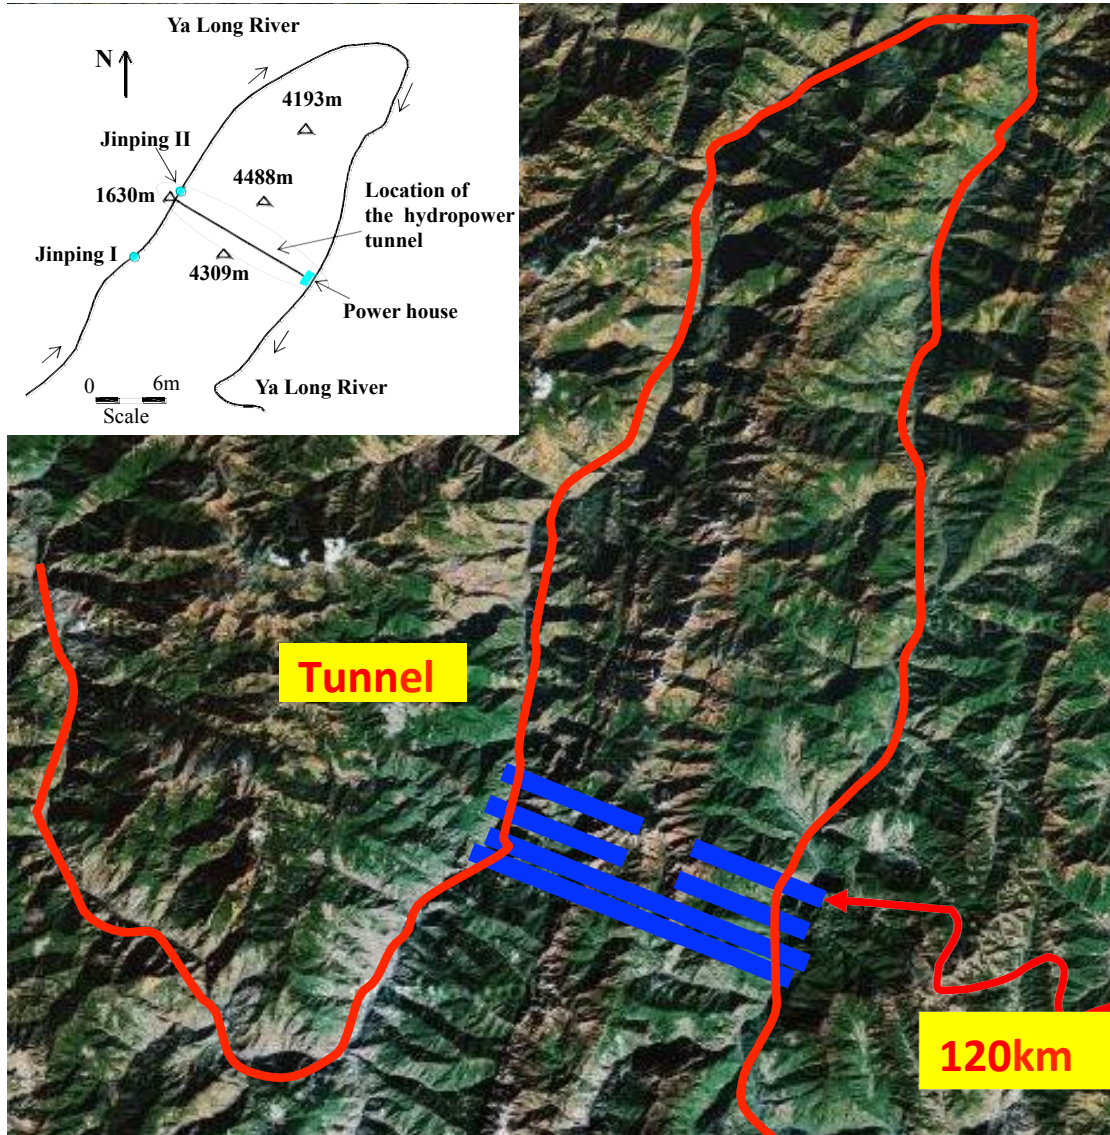 Ya Long River
N
4193m
Jinping II
4488m
1630m
Location of
the hydropower
tunnel
Jinping I
4309m
Power house
0 6m
Scale
Ya Long River
Tunnel
120km